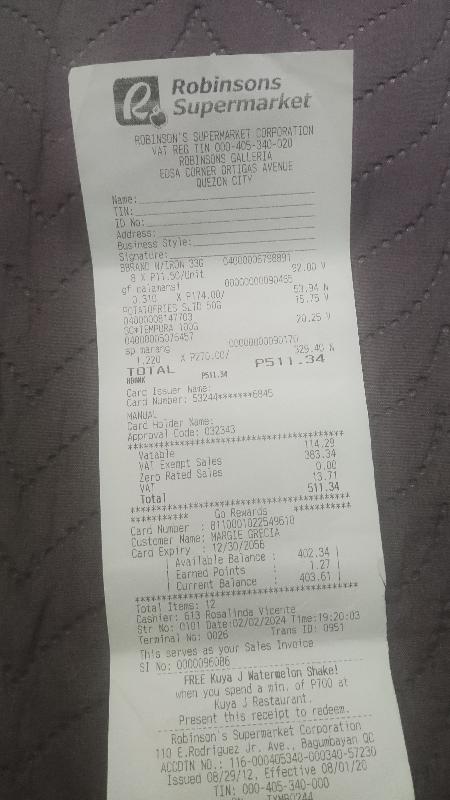 Robinsons
Supermarket
ROBINSON'S SUPERMARKET CORPORATION
VAT REG TIN 000-405-340-020
ROBINSONS GALLERIA
EDSA CORNER ORTIGAS AVENUE
QUEZON CITY
Name:
TIN:
ID No:
Address:
Business Style:
Signature:
BBRAND W/IRON 33G 04800006798891
8 X P11.50/Unit 92.00 V
gf calamansi 00000000090465
0.310 X P174.00/ 53.94 N
POTATOFRIES SLTD 50G 15.75 V
04800008147703
SC*TEMPURA 100G 20.25 V
04800005076457
sp marang 00000000090170
1.220 X P270.00/ 329.40 N
TOTAL P511.34
P511.34
Card Issuer Name:
Card Number: 53244*******6845
MANUAL
Card Holder Name:
Approval Code: 032343
****************************************
Vatable 114.29
VAT Exempt Sales 383.34
Zero Rated Sales 0.00
VAT 13.71
Total 511.34
****************************************
*********** Go Rewards ***********
Card Number : 8110001022549610
Customer Name: MARGIE GRECIA
Card Expiry : 12/30/2056
| Available Balance : 402.34 |
| Earned Points : 1.27 |
| Current Balance : 403.61 |
****************************************
Total Items: 12
Cashier: 613 Rosalinda Vicente
Str No: 0101 Date:02/02/2024 Time:19:20:03
Terminal No: 0026 Trans ID: 0951
This serves as your Sales Invoice
SI No: 0000096086
FREE Kuya J Watermelon Shake!
when you spend a min. of P700 at
Kuya J Restaurant.
Present this receipt to redeem.
Robinson's Supermarket Corporation
110 E.Rodriguez Jr. Ave., Bagumbayan QC
ACCDTN NO.: 116-000405340-000340-57230
Issued 08/29/12, Effective 08/01/20
TIN: 000-405-340-000